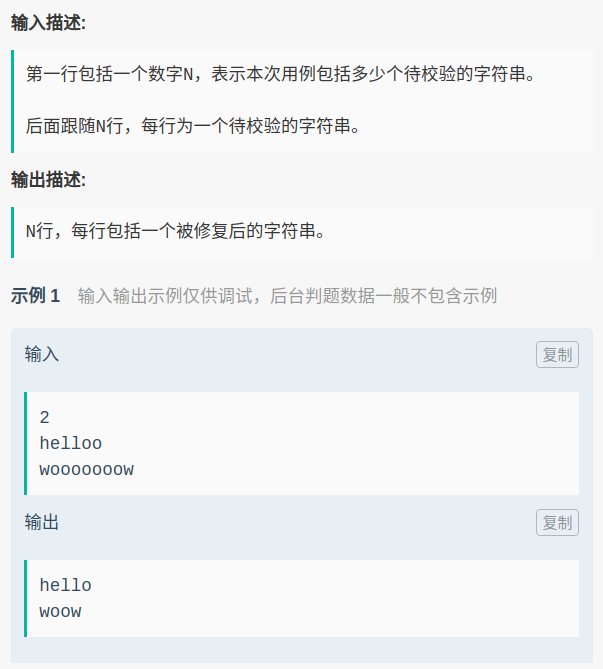 输入描述:
第一行包括一个数字N，表示本次用例包括多少个待校验的字符串。
后面跟随N行，每行为一个待校验的字符串。
输出描述:
N行，每行包括一个被修复后的字符串。
示例1 输入输出示例仅供调试，后台判题数据一般不包含示例
输入 复制
2
helloo
wooooooow
输出 复制
hello
woow